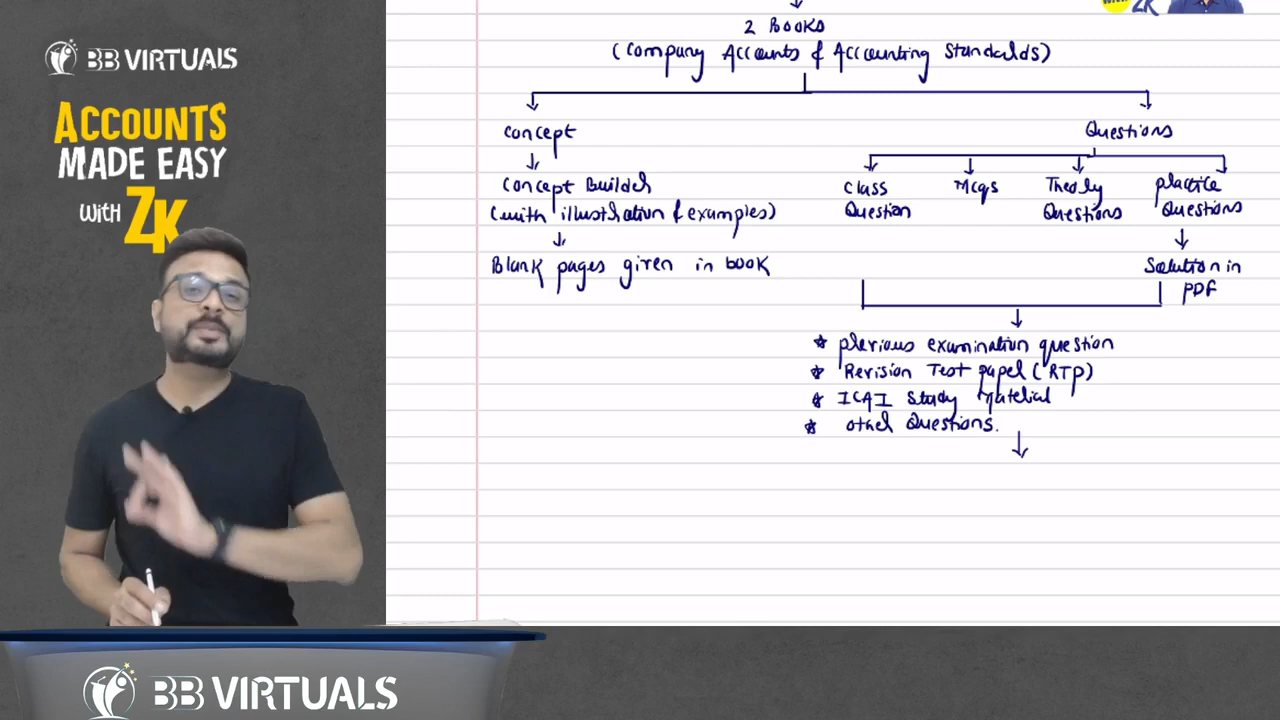 BB VIRTUALS
ACCOUNTS
MADE EASY
WITH ZK
2 Books
(Company Accounts & Accounting Standards)
Concept
Questions
Concept Builder
(with illustration & examples)
Blank pages given in book
Class
Question
Mcqs
Theory
Questions
practice
Questions
Solution in
PDF
* previous examination question
* Revision Test paper (RTP)
* ICAI Study Material
* other Questions.
BB VIRTUALS